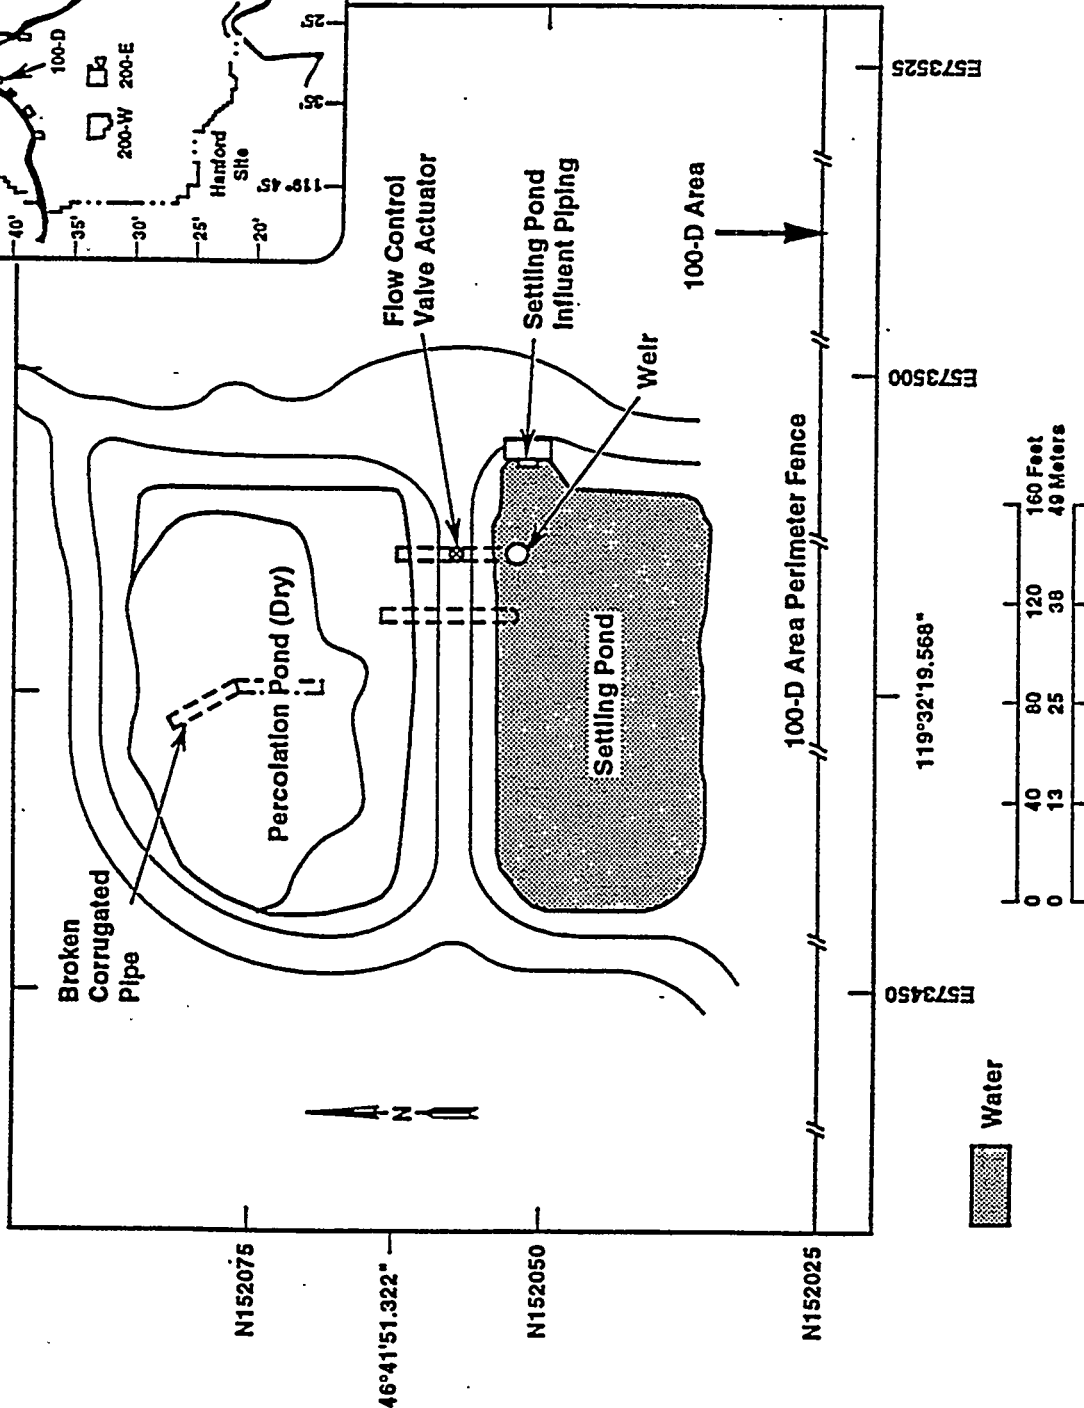 40'
35'
30'
25'
20'
100-D
200-W
200-E
Hanford
Site
119° 45'
35'
25'
Broken
Corrugated
Pipe
Percolation Pond (Dry)
Flow Control
Valve Actuator
Settling Pond
Influent Piping
Weir
Settling Pond
N
100-D Area
100-D Area Perimeter Fence
N152075
46°41'51.322"
N152050
N152025
E573450
119°32'19.568"
E573500
E573525
Water
0 40 80 120 160 Feet
0 13 25 38 49 Meters